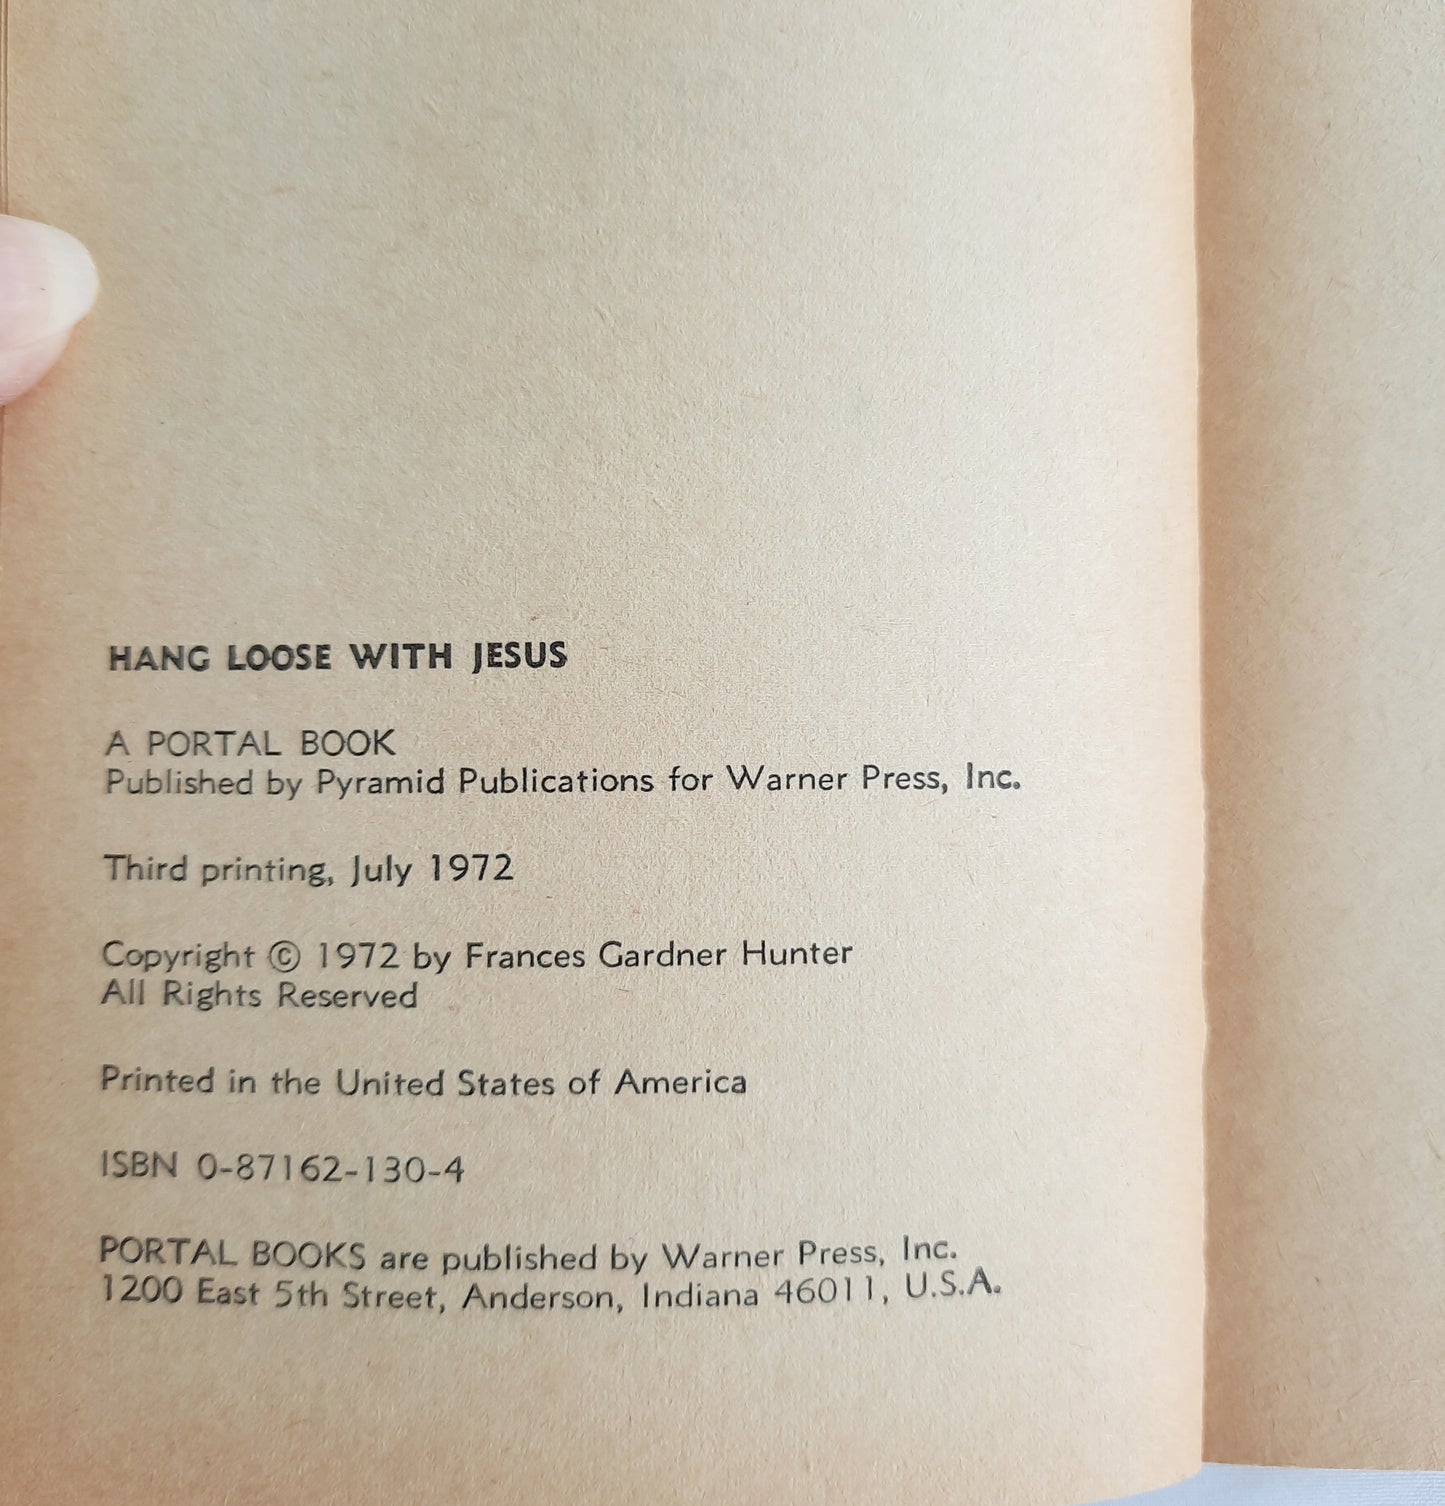 HANG LOOSE WITH JESUS
A PORTAL BOOK
Published by Pyramid Publications for Warner Press, Inc.
Third printing, July 1972
Copyright © 1972 by Frances Gardner Hunter
All Rights Reserved
Printed in the United States of America
ISBN 0-87162-130-4
PORTAL BOOKS are published by Warner Press, Inc.
1200 East 5th Street, Anderson, Indiana 46011, U.S.A.